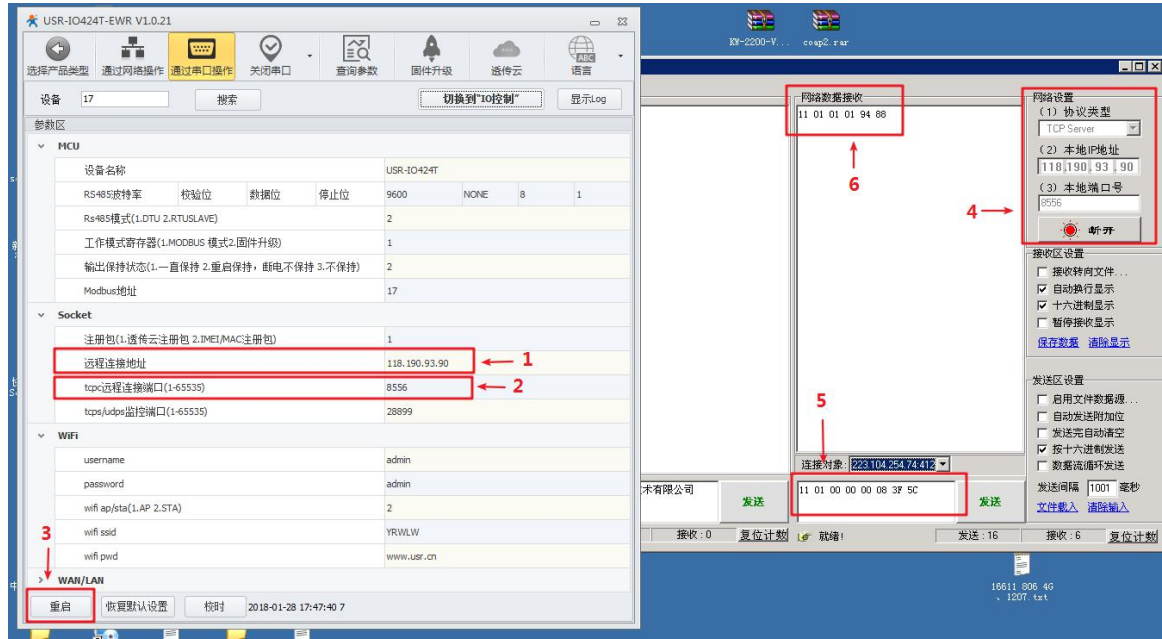 USR-IO424T-EWR V1.0.21
选择产品类型 通过网络操作 通过串口操作 关闭串口 查询参数 固件升级 透传云 语言
ABC
设备 17 搜索 切换到"IO控制" 显示Log
参数区
MCU
设备名称 USR-IO424T
RS485波特率 校验位 数据位 停止位 9600 NONE 8 1
Rs485模式(1.DTU 2.RTUSLAVE) 2
工作模式寄存器(1.MODBUS 模式2.固件升级) 1
输出保持状态(1.一直保持 2.重启保持，断电不保持 3.不保持) 2
Modbus地址 17
Socket
注册包(1.透传云注册包 2.IMEI/MAC注册包) 1
远程连接地址 118.190.93.90 1
tcpc远程连接端口(1-65535) 8556 2
tcps/udps监控端口(1-65535) 28899
WiFi
username admin
password admin
wifi ap/sta(1.AP 2.STA) 2
3
wifi ssid YRWLW
wifi pwd www.usr.cn
WAN/LAN
重启 恢复默认设置 校时 2018-01-28 17:47:40 7
KW-2200-V... coap2.rar
网络数据接收
11 01 01 01 94 88
6
连接对象: 223.104.254.74:412
5
术有限公司 发送 11 01 00 00 00 08 3F 5C 发送
接收:0 复位计数 就绪! 发送:16 接收:6 复位计数
网络设置
(1) 协议类型
TCP Server
(2) 本地IP地址
118.190.93.90
(3) 本地端口号
4
8556
断开
接收区设置
接收转向文件...
自动换行显示
十六进制显示
暂停接收显示
保存数据 清除显示
发送区设置
启用文件数据源...
自动发送附加位
发送完自动清空
按十六进制发送
数据流循环发送
发送间隔 1001 毫秒
文件载入 清除输入
16611 806 4G
、1207.txt